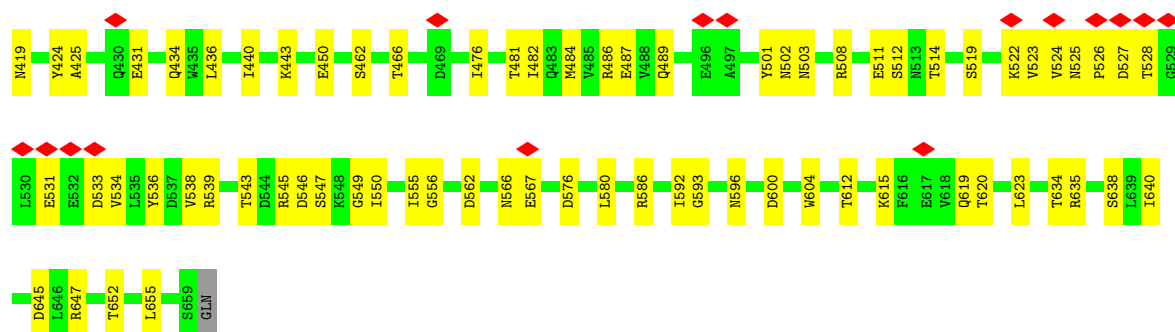 N419 Y424 A425 Q430 E431 Q434 W435 L436 I440 K443 E450 S462 T466 D469 I476 T481 I482 Q483 M484 V485 R486 E487 V488 Q489 E496 A497 Y501 N502 N503 R508 E511 S512 N513 T514 S519 K522 V523 V524 N525 P526 D527 T528 G529
L530 E531 E532 D533 V534 L535 Y536 D537 V538 R539 T543 D544 R545 D546 S547 K548 G549 I550 I555 G556 D562 N566 E567 D576 L580 R586 I592 G593 N596 D600 W604 T612 K615 F616 E617 V618 Q619 T620 L623 T634 R635 S638 L639 I640
D645 L646 R647 T652 L655 S659 GLN